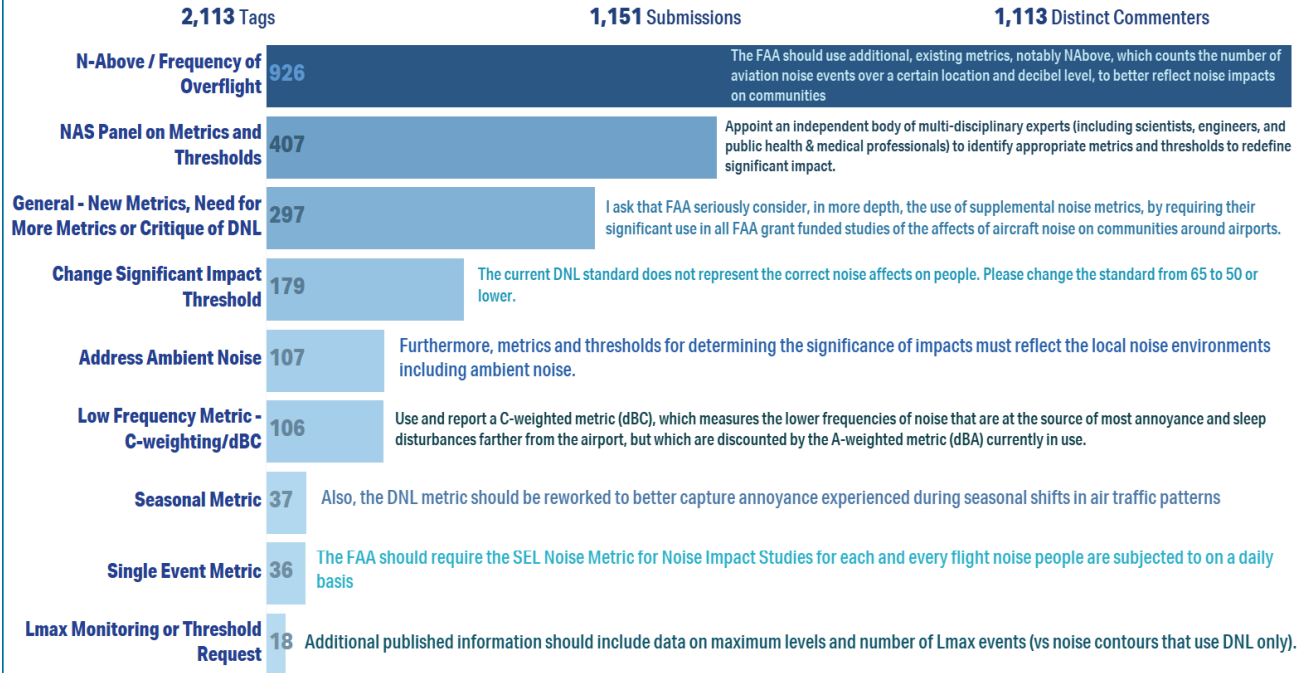 2,113 Tags
1,151 Submissions
1,113 Distinct Commenters
N-Above / Frequency of
Overflight
926
The FAA should use additional, existing metrics, notably NAbove, which counts the number of
aviation noise events over a certain location and decibel level, to better reflect noise impacts
on communities
NAS Panel on Metrics and
Thresholds
407
Appoint an independent body of multi-disciplinary experts (including scientists, engineers, and
public health & medical professionals) to identify appropriate metrics and thresholds to redefine
significant impact.
General - New Metrics, Need for
More Metrics or Critique of DNL
297
I ask that FAA seriously consider, in more depth, the use of supplemental noise metrics, by requiring their
significant use in all FAA grant funded studies of the affects of aircraft noise on communities around airports.
Change Significant Impact
Threshold
179
The current DNL standard does not represent the correct noise affects on people. Please change the standard from 65 to 50 or
lower.
Address Ambient Noise
107
Furthermore, metrics and thresholds for determining the significance of impacts must reflect the local noise environments
including ambient noise.
Low Frequency Metric -
C-weighting/dBC
106
Use and report a C-weighted metric (dBC), which measures the lower frequencies of noise that are at the source of most annoyance and sleep
disturbances farther from the airport, but which are discounted by the A-weighted metric (dBA) currently in use.
Seasonal Metric
37
Also, the DNL metric should be reworked to better capture annoyance experienced during seasonal shifts in air traffic patterns
Single Event Metric
36
The FAA should require the SEL Noise Metric for Noise Impact Studies for each and every flight noise people are subjected to on a daily
basis
Lmax Monitoring or Threshold
Request
18
Additional published information should include data on maximum levels and number of Lmax events (vs noise contours that use DNL only).